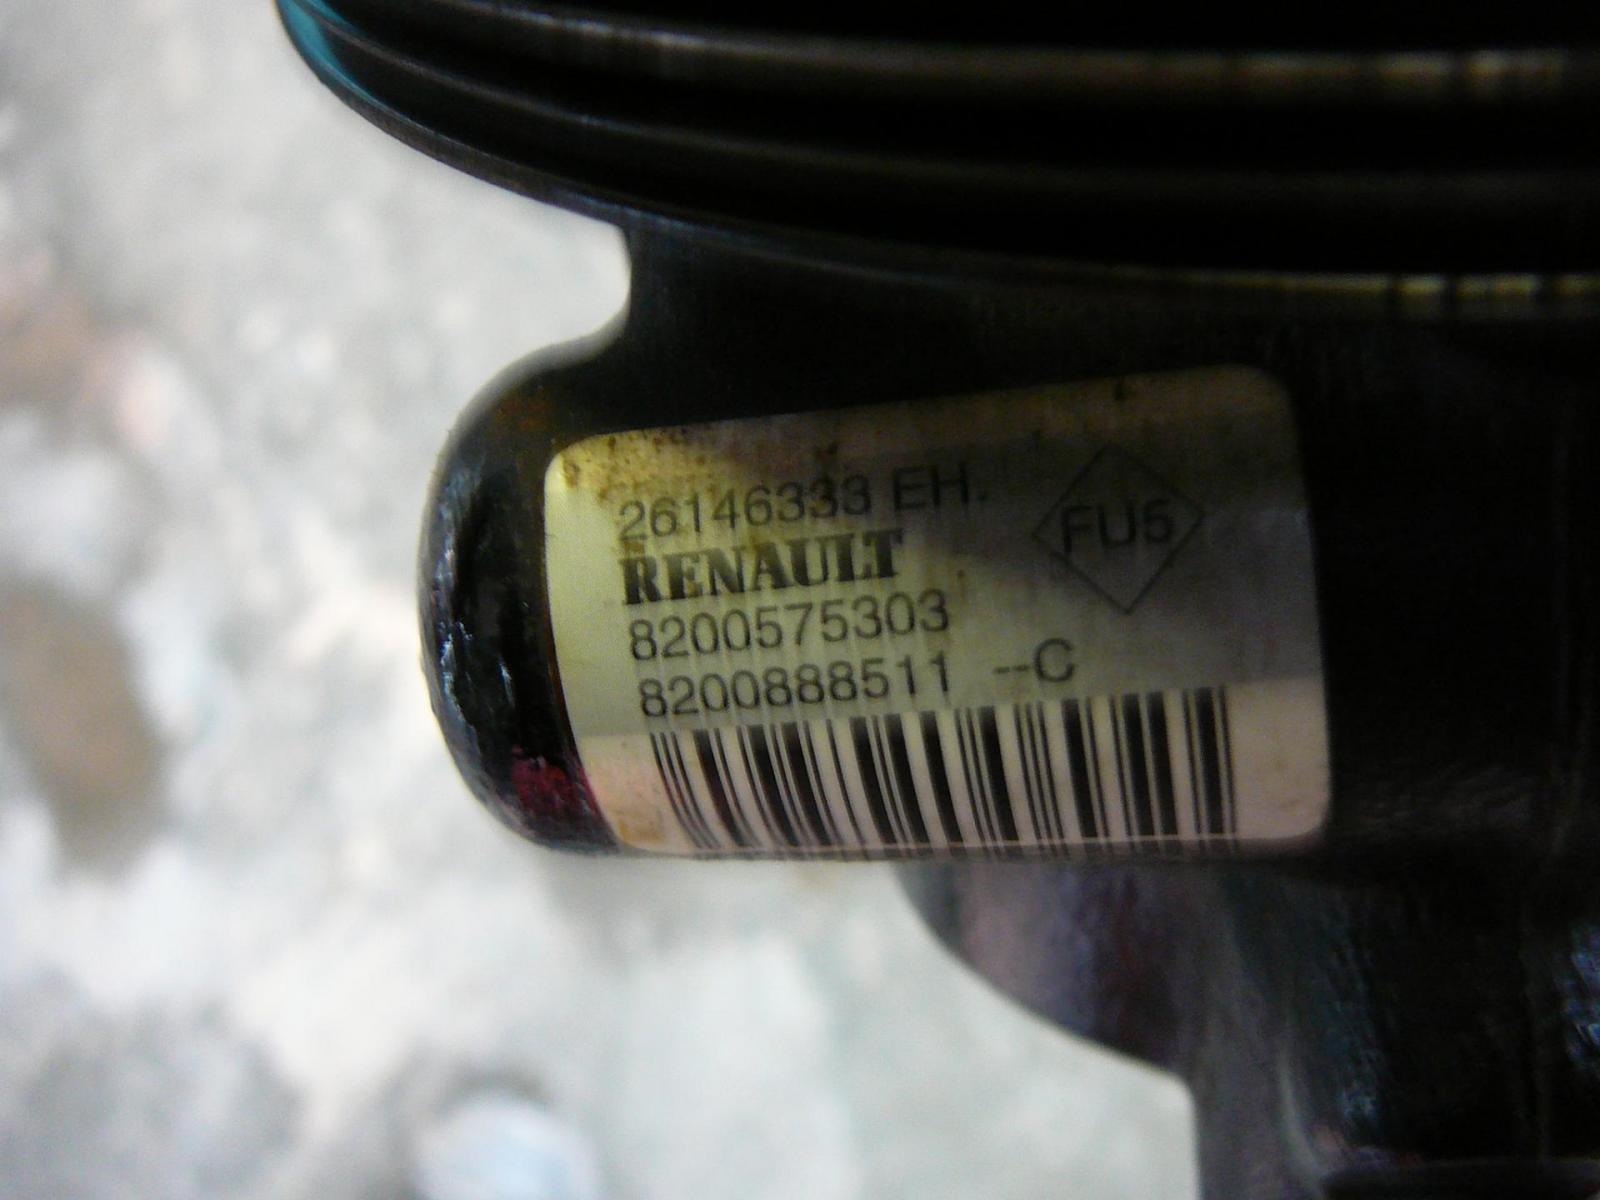 26146333 EH.
FU5
RENAULT
8200575303
8200888511 --C